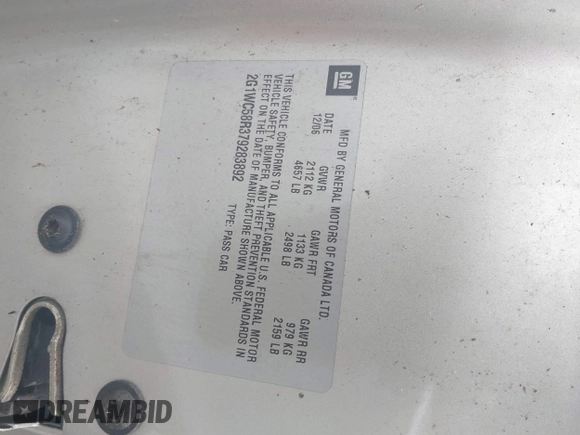 GM
MFD BY GENERAL MOTORS OF CANADA LTD.
DATE GVWR GAWR FRT GAWR RR
12/06 2112 KG 1133 KG 979 KG
4657 LB 2498 LB 2159 LB
THIS VEHICLE CONFORMS TO ALL APPLICABLE U.S. FEDERAL MOTOR
VEHICLE SAFETY, BUMPER, AND THEFT PREVENTION STANDARDS IN
EFFECT ON THE DATE OF MANUFACTURE SHOWN ABOVE.
2G1WC58R379283892 TYPE: PASS CAR
DREAMBID